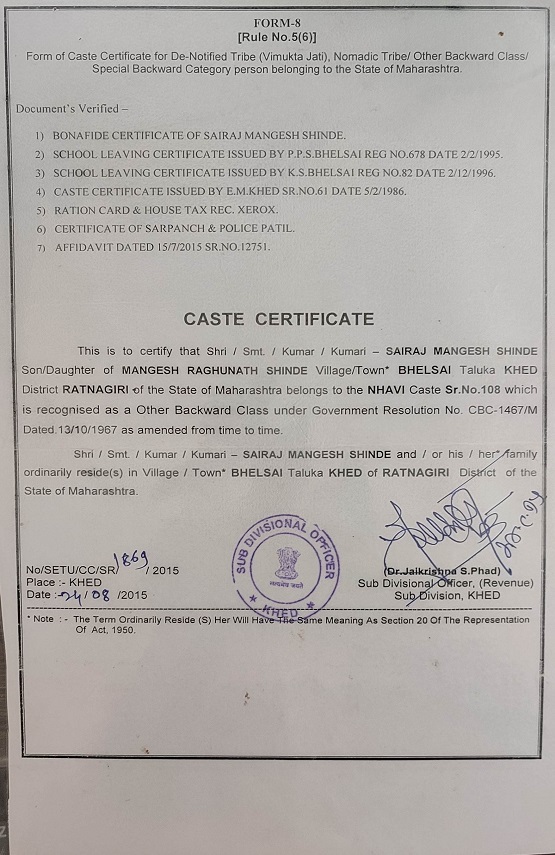 FORM-8
[Rule No.5(6)]
Form of Caste Certificate for De-Notified Tribe (Vimukta Jati), Nomadic Tribe/ Other Backward Class/
Special Backward Category person belonging to the State of Maharashtra.
Document's Verified –
1) BONAFIDE CERTIFICATE OF SAIRAJ MANGESH SHINDE.
2) SCHOOL LEAVING CERTIFICATE ISSUED BY P.P.S.BHELSAI REG NO.678 DATE 2/2/1995.
3) SCHOOL LEAVING CERTIFICATE ISSUED BY K.S.BHELSAI REG NO.82 DATE 2/12/1996.
4) CASTE CERTIFICATE ISSUED BY E.M.KHED SR.NO.61 DATE 5/2/1986.
5) RATION CARD & HOUSE TAX REC. XEROX.
6) CERTIFICATE OF SARPANCH & POLICE PATIL.
7) AFFIDAVIT DATED 15/7/2015 SR.NO.12751.
CASTE CERTIFICATE
This is to certify that Shri / Smt. / Kumar / Kumari – SAIRAJ MANGESH SHINDE
Son/Daughter of MANGESH RAGHUNATH SHINDE Village/Town* BHELSAI Taluka KHED
District RATNAGIRI of the State of Maharashtra belongs to the NHAVI Caste Sr.No.108 which
is recognised as a Other Backward Class under Government Resolution No. CBC-1467/M
Dated.13/10/1967 as amended from time to time.
Shri / Smt. / Kumar / Kumari – SAIRAJ MANGESH SHINDE and / or his / her* family
ordinarily reside(s) in Village / Town* BHELSAI Taluka KHED of RATNAGIRI District of the
State of Maharashtra.
SUB DIVISIONAL OFFICER
सत्यमेव जयते
★ KHED ★
No/SETU/CC/SR/1869/ 2015
Place :- KHED
Date :-24/08 /2015
(Dr.Jaikrishna S.Phad)
Sub Divisional Officer, (Revenue)
Sub Division, KHED
* Note :- The Term Ordinarily Reside (S) Her Will Have The Same Meaning As Section 20 Of The Representation
Of Act, 1950.